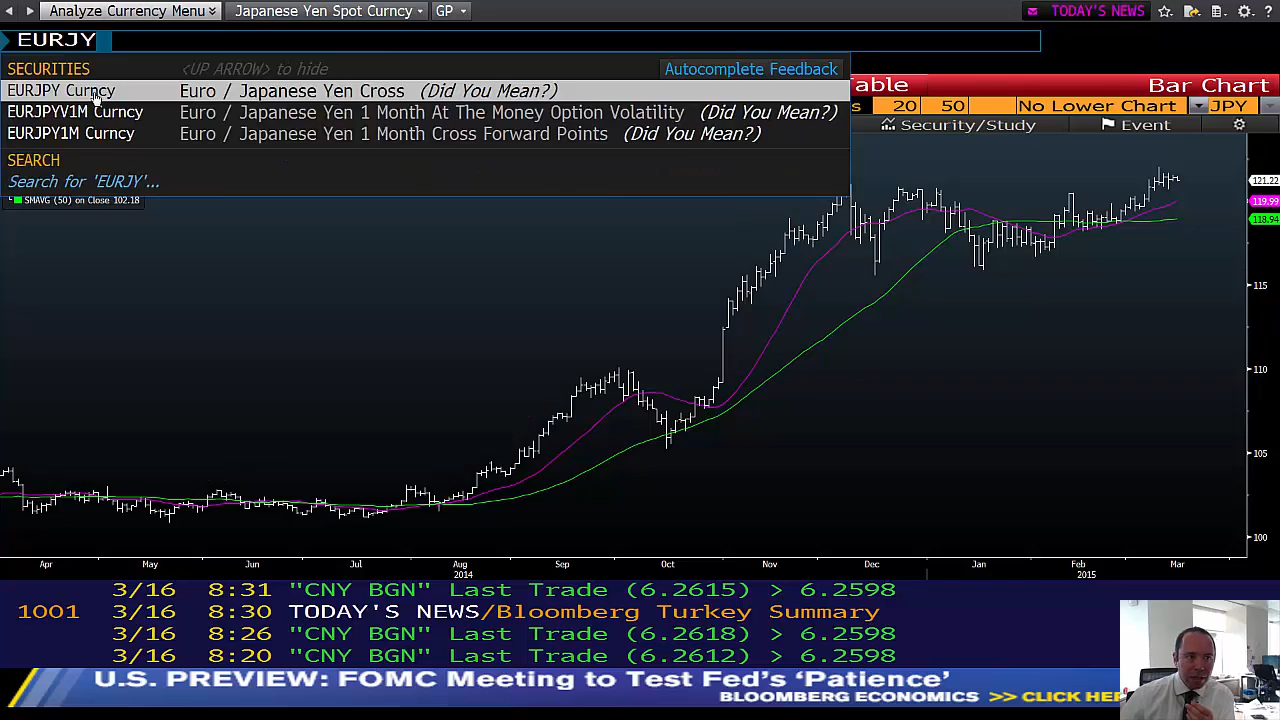 Analyze Currency Menu Japanese Yen Spot Curncy GP TODAY'S NEWS ?
EURJY
SECURITIES <UP ARROW> to hide Autocomplete Feedback
EURJPY Curncy Euro / Japanese Yen Cross (Did You Mean?)
EURJPYV1M Curncy Euro / Japanese Yen 1 Month At The Money Option Volatility (Did You Mean?)
EURJPY1M Curncy Euro / Japanese Yen 1 Month Cross Forward Points (Did You Mean?)
SEARCH
Search for 'EURJY'...
able Bar Chart
s 20 50 No Lower Chart JPY
Security/Study Event
SMAVG (50) on Close 102.18
121.22
119.99
118.94
115
110
105
100
Apr May Jun Jul Aug Sep Oct Nov Dec Jan Feb Mar
2014 2015
3/16 8:31 "CNY BGN" Last Trade (6.2615) > 6.2598
1001 3/16 8:30 TODAY'S NEWS/Bloomberg Turkey Summary
3/16 8:26 "CNY BGN" Last Trade (6.2618) > 6.2598
3/16 8:20 "CNY BGN" Last Trade (6.2612) > 6.2598
U.S. PREVIEW: FOMC Meeting to Test Fed's 'Patience'
BLOOMBERG ECONOMICS >> CLICK HER